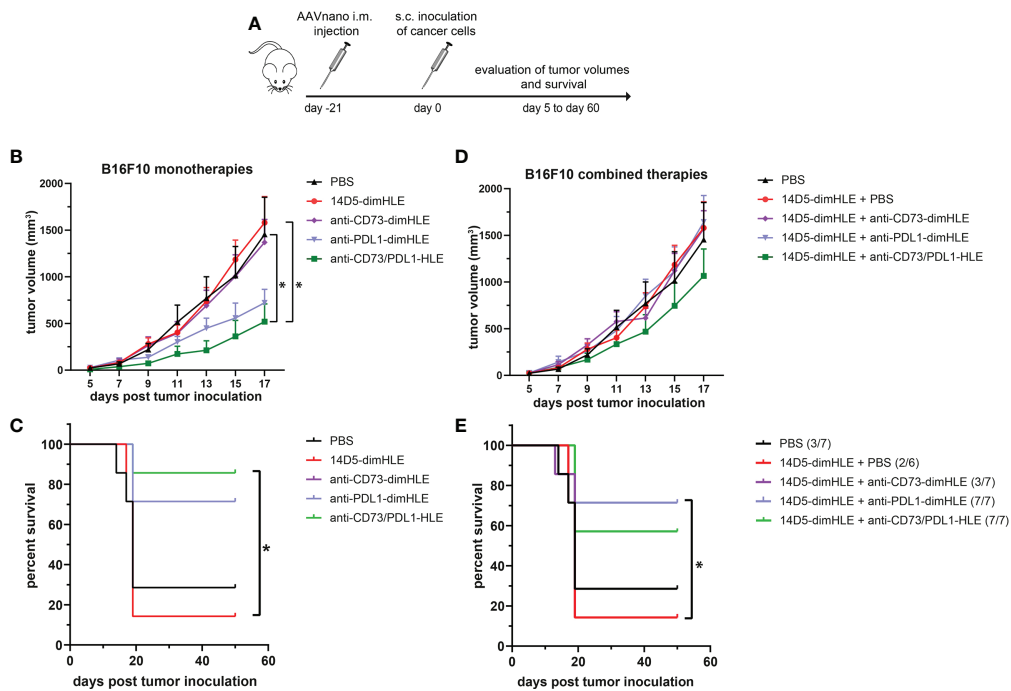 A
AAVnano i.m.
injection
s.c. inoculation
of cancer cells
evaluation of tumor volumes
and survival
day -21
day 0
day 5 to day 60
B
B16F10 monotherapies
tumor volume (mm³)
2000
1500
1000
500
0
5 7 9 11 13 15 17
days post tumor inoculation
PBS
14D5-dimHLE
anti-CD73-dimHLE
anti-PDL1-dimHLE
anti-CD73/PDL1-HLE
* *
D
B16F10 combined therapies
tumor volume (mm³)
2000
1500
1000
500
0
5 7 9 11 13 15 17
days post tumor inoculation
PBS
14D5-dimHLE + PBS
14D5-dimHLE + anti-CD73-dimHLE
14D5-dimHLE + anti-PDL1-dimHLE
14D5-dimHLE + anti-CD73/PDL1-HLE
C
percent survival
100
80
60
40
20
0
0 20 40 60
days post tumor inoculation
PBS
14D5-dimHLE
anti-CD73-dimHLE
anti-PDL1-dimHLE
anti-CD73/PDL1-HLE
*
E
percent survival
100
80
60
40
20
0
0 20 40 60
days post tumor inoculation
PBS (3/7)
14D5-dimHLE + PBS (2/6)
14D5-dimHLE + anti-CD73-dimHLE (3/7)
14D5-dimHLE + anti-PDL1-dimHLE (7/7)
14D5-dimHLE + anti-CD73/PDL1-HLE (7/7)
*